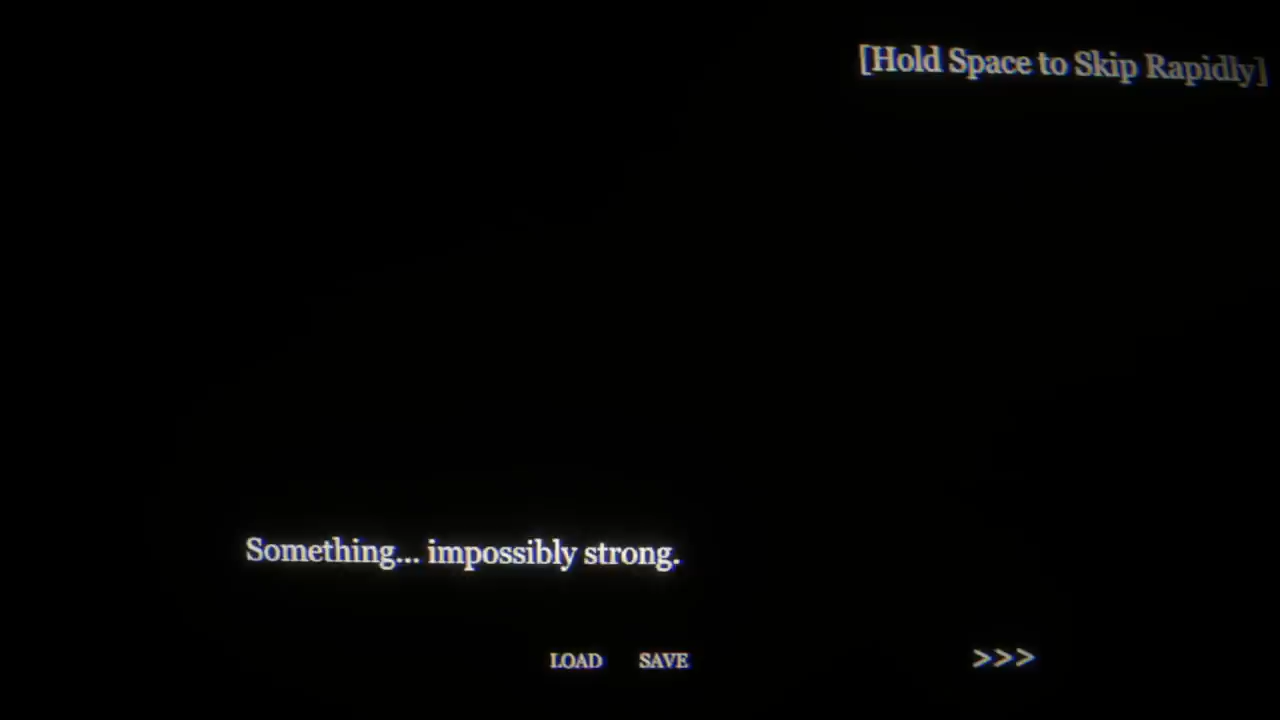 [Hold Space to Skip Rapidly]
Something... impossibly strong.
LOAD SAVE >>>